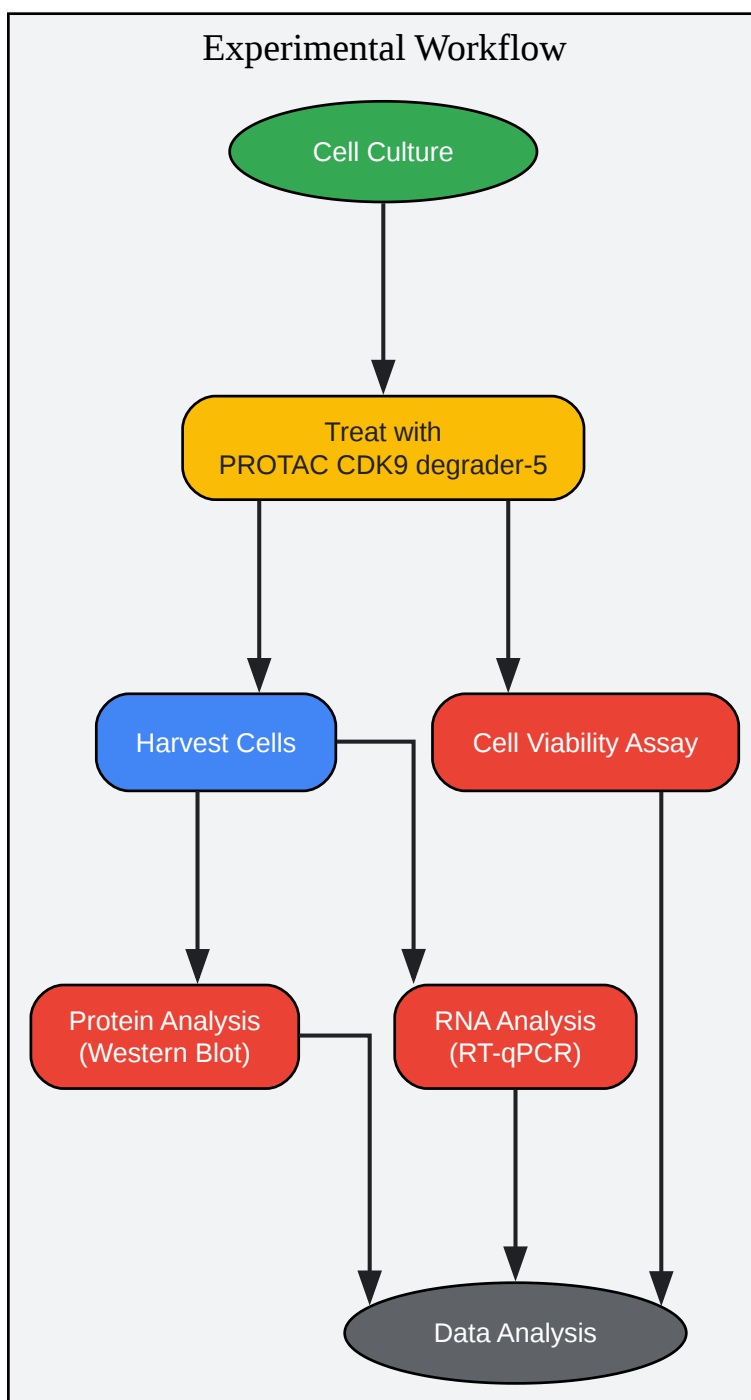 Experimental Workflow
Cell Culture
Treat with
PROTAC CDK9 degrader-5
Harvest Cells
Cell Viability Assay
Protein Analysis
(Western Blot)
RNA Analysis
(RT-qPCR)
Data Analysis